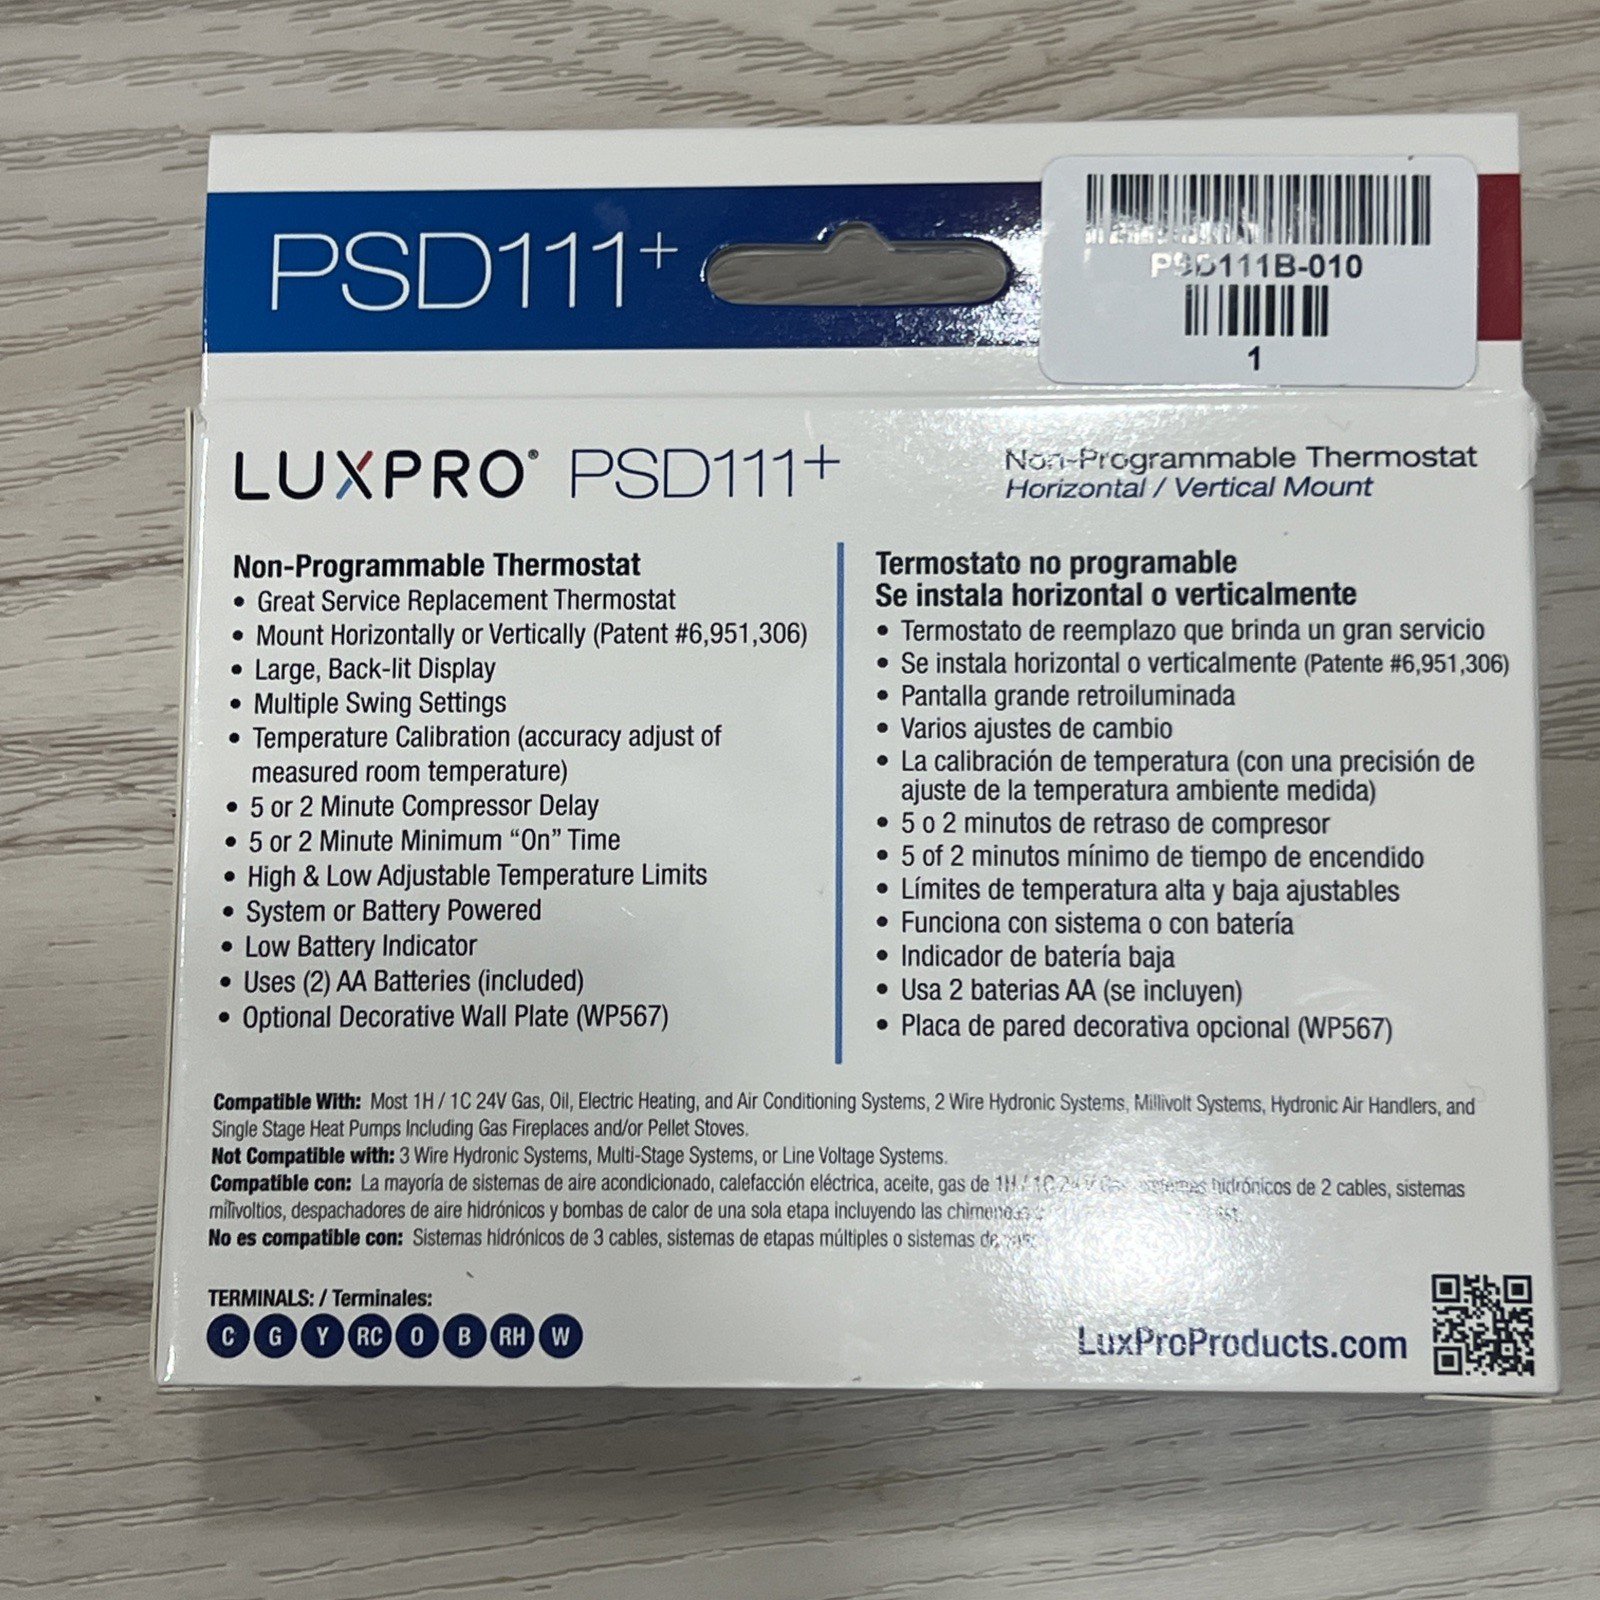 PSD111+
PSD111B-010
1
LUXPRO® PSD111+
Non-Programmable Thermostat
Horizontal / Vertical Mount
Non-Programmable Thermostat
• Great Service Replacement Thermostat
• Mount Horizontally or Vertically (Patent #6,951,306)
• Large, Back-lit Display
• Multiple Swing Settings
• Temperature Calibration (accuracy adjust of
measured room temperature)
• 5 or 2 Minute Compressor Delay
• 5 or 2 Minute Minimum “On” Time
• High & Low Adjustable Temperature Limits
• System or Battery Powered
• Low Battery Indicator
• Uses (2) AA Batteries (included)
• Optional Decorative Wall Plate (WP567)
Termostato no programable
Se instala horizontal o verticalmente
• Termostato de reemplazo que brinda un gran servicio
• Se instala horizontal o verticalmente (Patente #6,951,306)
• Pantalla grande retroiluminada
• Varios ajustes de cambio
• La calibración de temperatura (con una precisión de
ajuste de la temperatura ambiente medida)
• 5 o 2 minutos de retraso de compresor
• 5 of 2 minutos mínimo de tiempo de encendido
• Límites de temperatura alta y baja ajustables
• Funciona con sistema o con batería
• Indicador de batería baja
• Usa 2 baterias AA (se incluyen)
• Placa de pared decorativa opcional (WP567)
Compatible With: Most 1H / 1C 24V Gas, Oil, Electric Heating, and Air Conditioning Systems, 2 Wire Hydronic Systems, Millivolt Systems, Hydronic Air Handlers, and
Single Stage Heat Pumps Including Gas Fireplaces and/or Pellet Stoves.
Not Compatible with: 3 Wire Hydronic Systems, Multi-Stage Systems, or Line Voltage Systems.
Compatible con: La mayoría de sistemas de aire acondicionado, calefacción eléctrica, aceite, gas de 1H / 1C 24V sistemas hidrónicos de 2 cables, sistemas
milivoltios, despachadores de aire hidrónicos y bombas de calor de una sola etapa incluyendo las
No es compatible con: Sistemas hidrónicos de 3 cables, sistemas de etapas múltiples o sistemas de
TERMINALS: / Terminales:
C G Y RC O B RH W
LuxProProducts.com